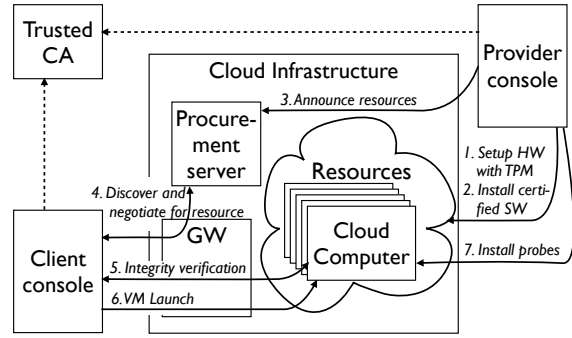 Trusted
CA
Cloud Infrastructure
Provider
console
3. Announce resources
Procure-
ment
server
Resources
1. Setup HW
with TPM
2. Install certi-
fied SW
4. Discover and
negotiate for resource
GW
Cloud
Computer
7. Install probes
Client
console
5. Integrity verification
6. VM Launch